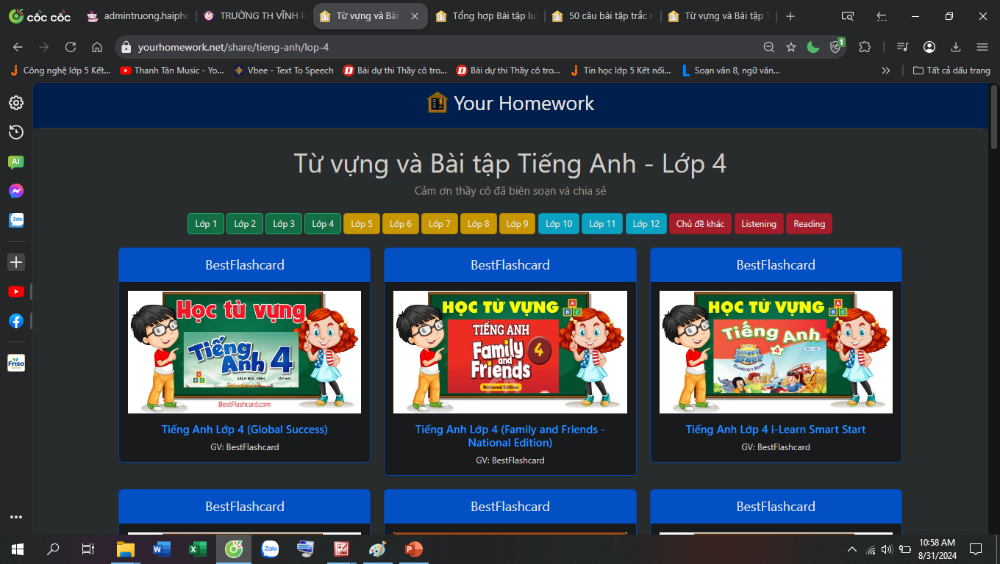 cốc cốc
admintruong.haipho
TRƯỜNG TH VĨNH P
Từ vựng và Bài
Tổng hợp Bài tập lu
50 câu bài tập trắc n
Từ vựng và Bài tập T
yourhomework.net/share/tieng-anh/lop-4
1
Công nghệ lớp 5 Kết...
Thanh Tân Music - Yo...
Vbee - Text To Speech
Bài dự thi Thầy cô tro...
Bài dự thi Thầy cô tro...
Tin học lớp 5 Kết nối...
Soạn văn 8, ngữ văn...
Tất cả dấu trang
AI
Zalo
Friso
Your Homework
Từ vựng và Bài tập Tiếng Anh - Lớp 4
Cảm ơn thầy cô đã biên soạn và chia sẻ
Lớp 1 Lớp 2 Lớp 3 Lớp 4 Lớp 5 Lớp 6 Lớp 7 Lớp 8 Lớp 9 Lớp 10 Lớp 11 Lớp 12 Chủ đề khác Listening Reading
BestFlashcard
Học từ vựng
Tiếng Anh 4
SÁCH HỌC SINH TẬP HAI
A
B C
BestFlashcard.com
Tiếng Anh Lớp 4 (Global Success)
GV: BestFlashcard
BestFlashcard
HỌC TỪ VỰNG
A
B C
TIẾNG ANH
Family and Friends
4
National Edition
Tiếng Anh Lớp 4 (Family and Friends -
National Edition)
GV: BestFlashcard
BestFlashcard
HỌC TỪ VỰNG
A
B C
Tiếng Anh
Smart Start
4
Student's Book
Tiếng Anh Lớp 4 i-Learn Smart Start
GV: BestFlashcard
BestFlashcard
BestFlashcard
BestFlashcard
Zalo
10:58 AM
8/31/2024